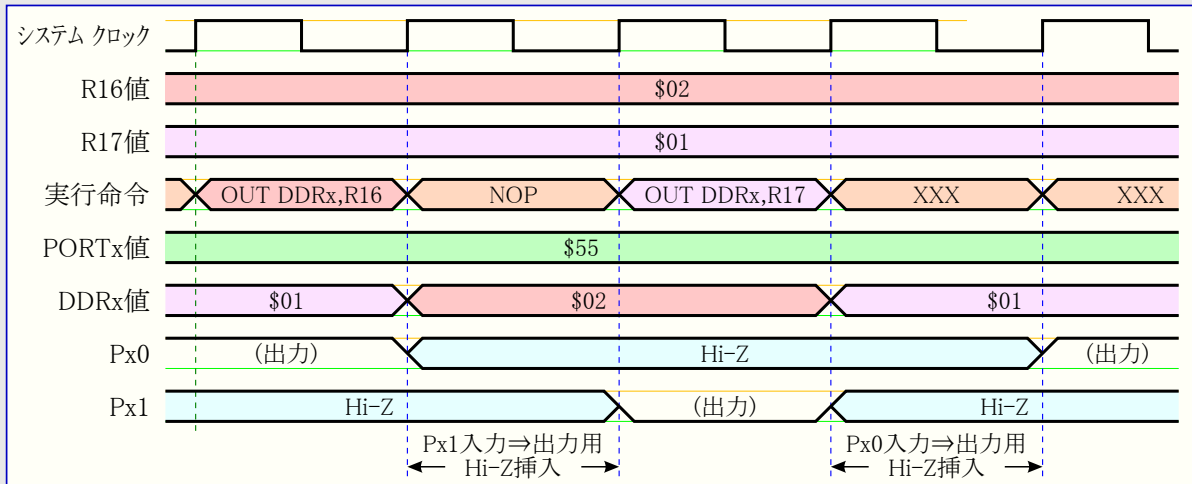 システム クロック
R16値 $02
R17値 $01
実行命令 OUT DDRx,R16 NOP OUT DDRx,R17 XXX XXX
PORTx値 $55
DDRx値 $01 $02 $01
Px0 (出力) Hi-Z (出力)
Px1 Hi-Z (出力) Hi-Z
Px1入力⇒出力用 Px0入力⇒出力用
Hi-Z挿入 Hi-Z挿入